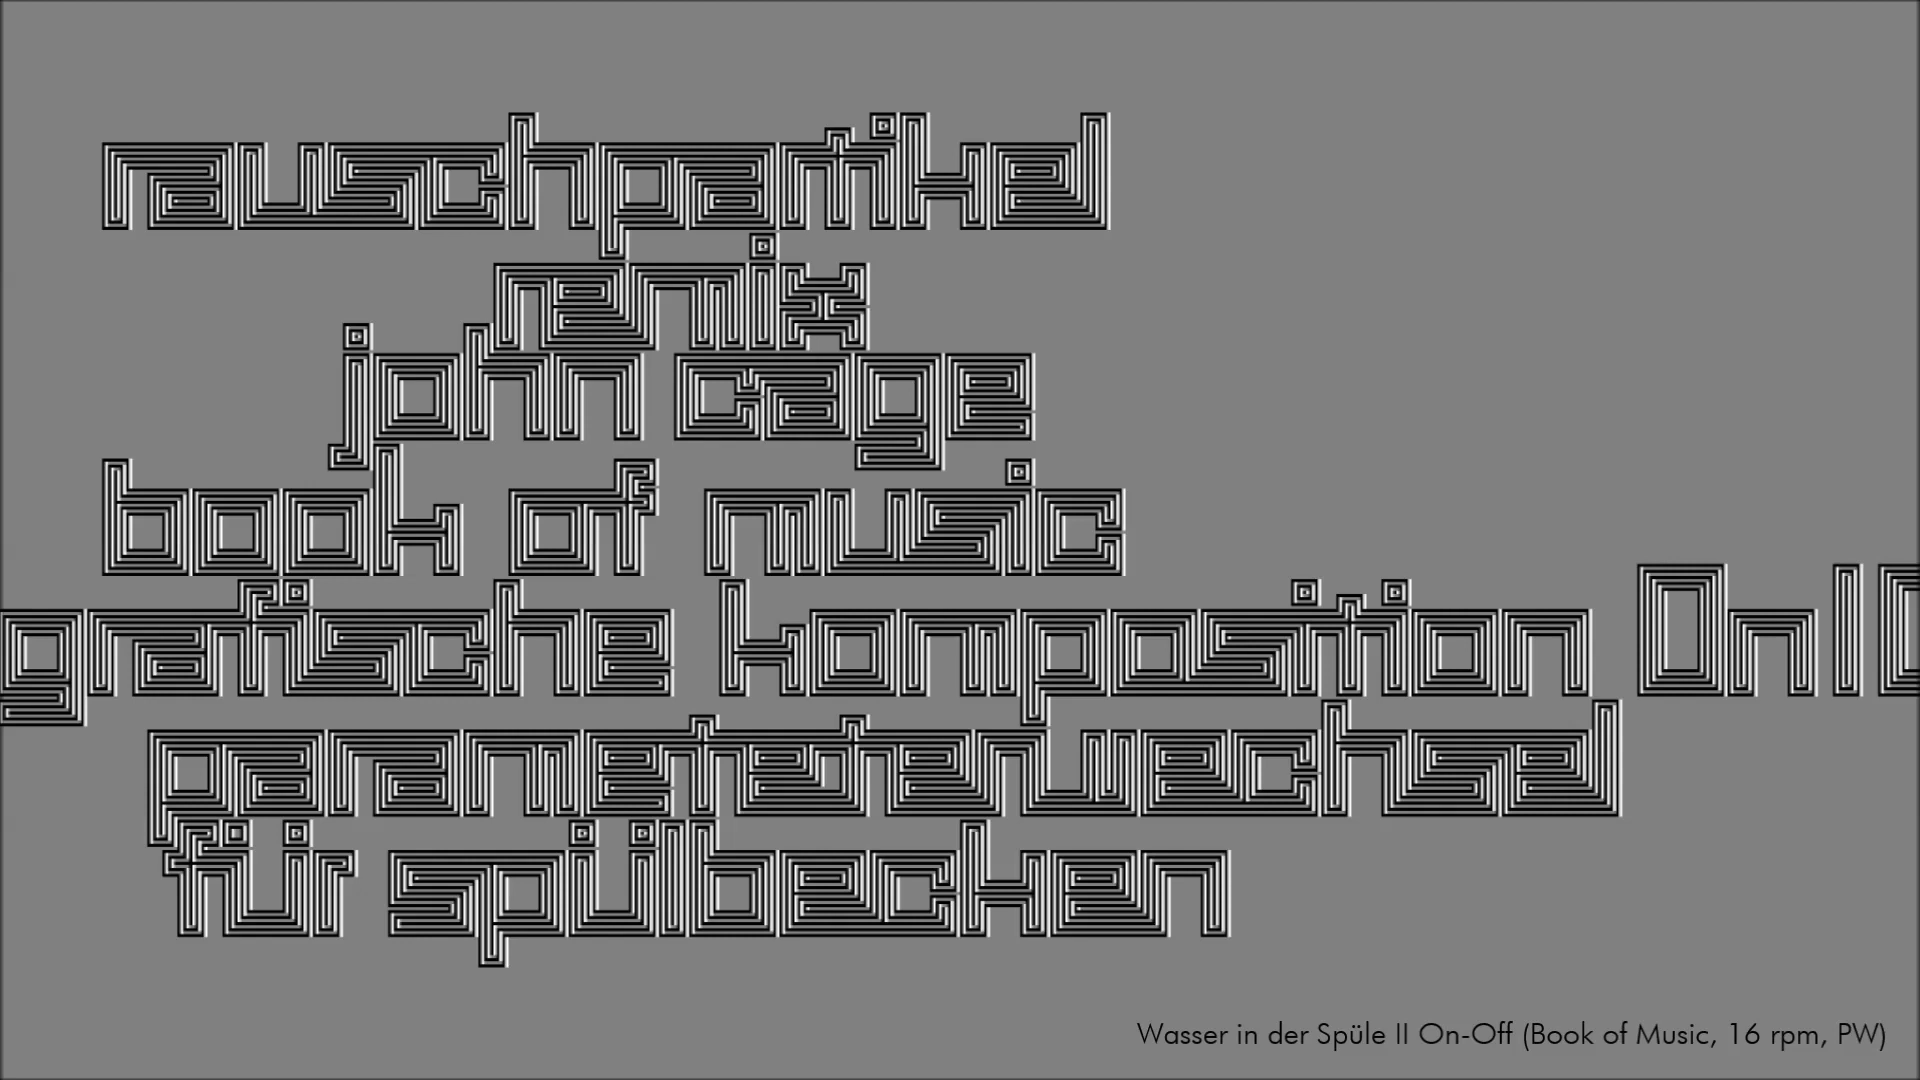 rauschpartikel
remix
john cage
book of music
grafische komposition On|O
parameterterwechsel
für spülbecken
Wasser in der Spüle II On-Off (Book of Music, 16 rpm, PW)